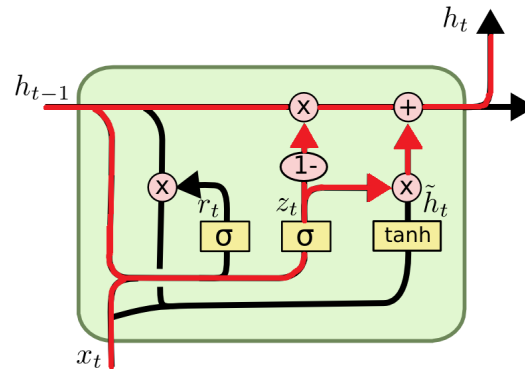 h_t
h_{t-1}
x
+
1-
x
r_t
z_t
x
h̃_t
σ
σ
tanh
x_t